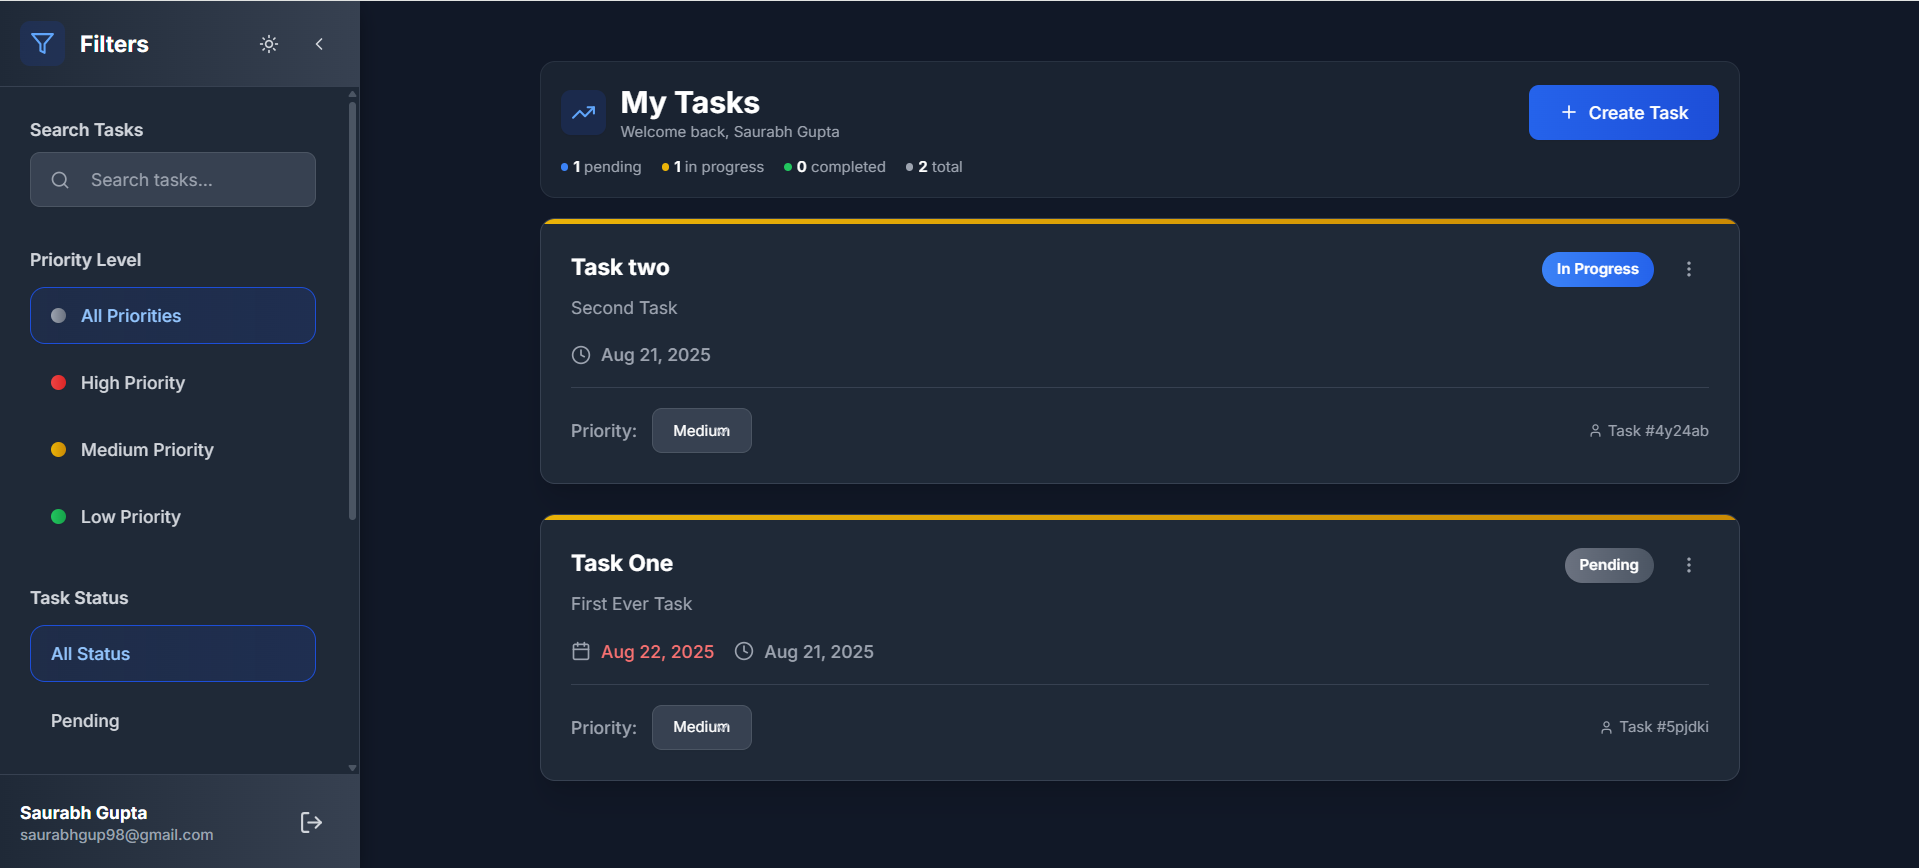 Filters
Search Tasks
Search tasks...
Priority Level
All Priorities
High Priority
Medium Priority
Low Priority
Task Status
All Status
Pending
Saurabh Gupta
saurabhgup98@gmail.com
My Tasks
Welcome back, Saurabh Gupta
1 pending 1 in progress 0 completed 2 total
Create Task
Task two
In Progress
Second Task
Aug 21, 2025
Priority: Medium
Task #4y24ab
Task One
Pending
First Ever Task
Aug 22, 2025 Aug 21, 2025
Priority: Medium
Task #5pjdki